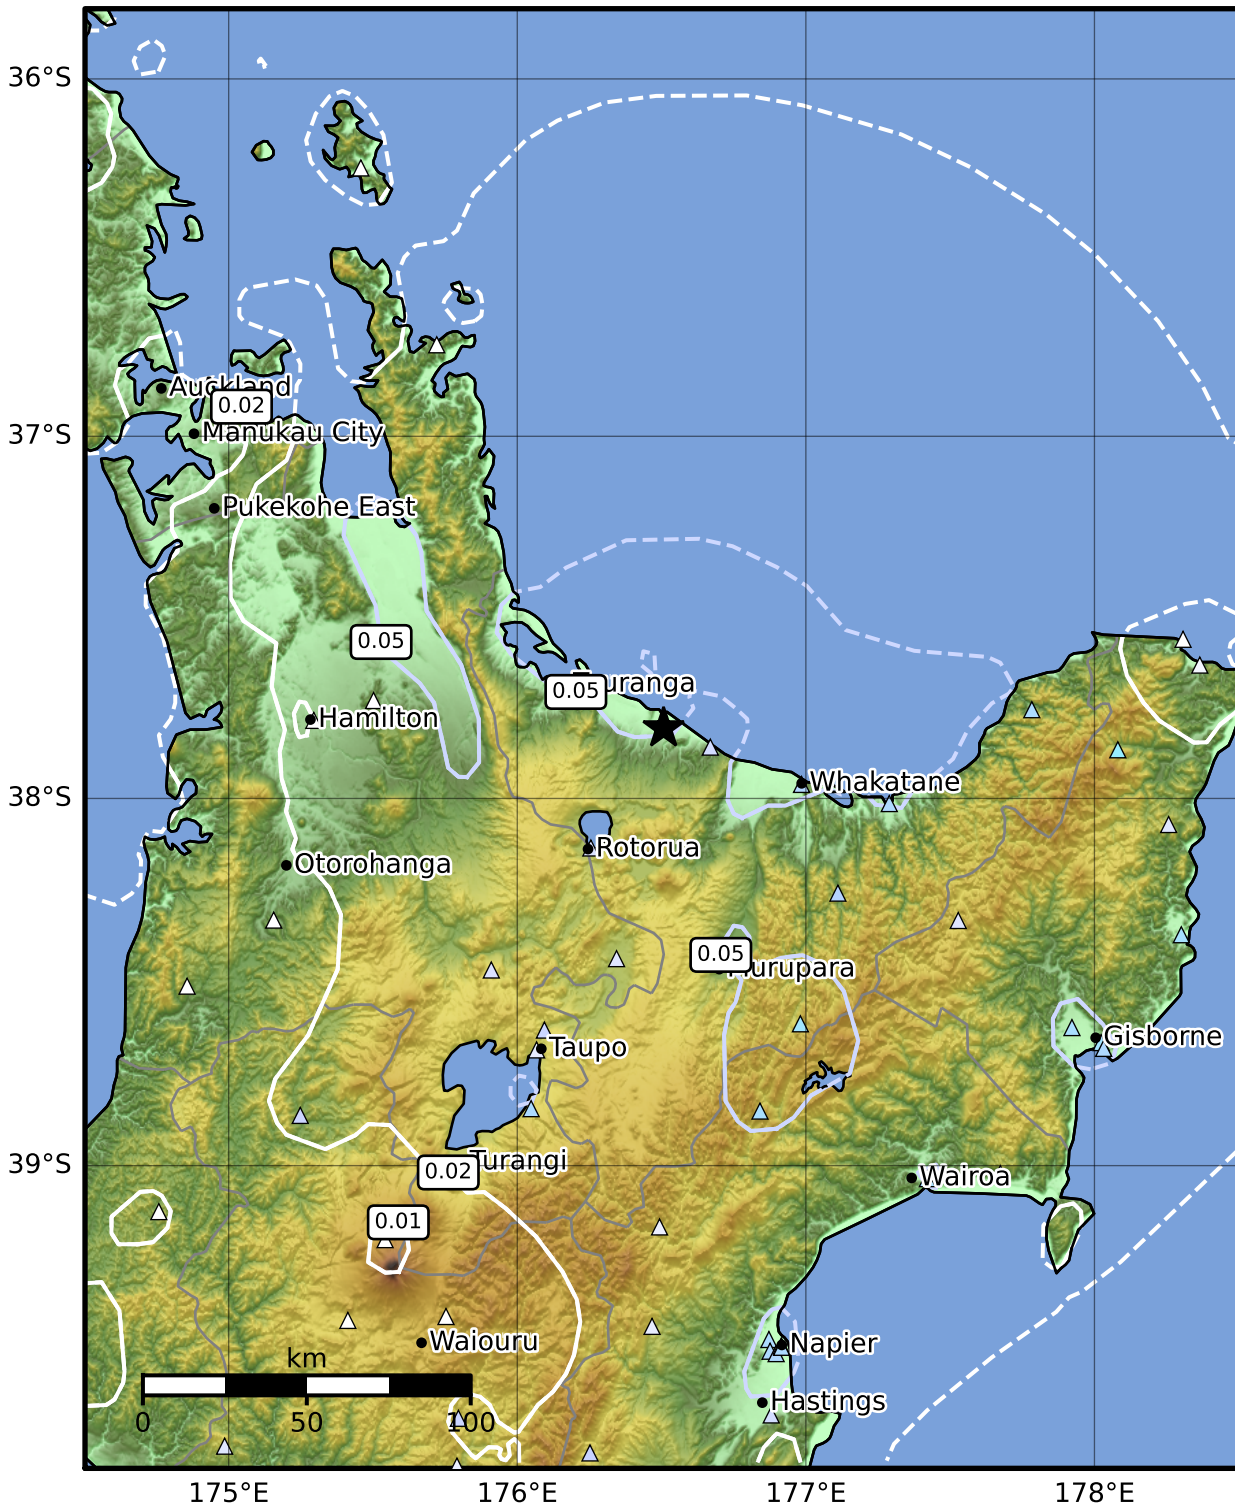 36°S
Auckland
0.02
Manukau City
37°S
Pukekohe East
0.05
uranga
0.05
Hamilton
Whakatane
38°S
Rotorua
Otorohanga
0.05
Murupara
Gisborne
Taupo
Turangi
39°S
0.02
Wairoa
0.01
Waiouru
Napier
km
Hastings
0 50 100
175°E 176°E 177°E 178°E